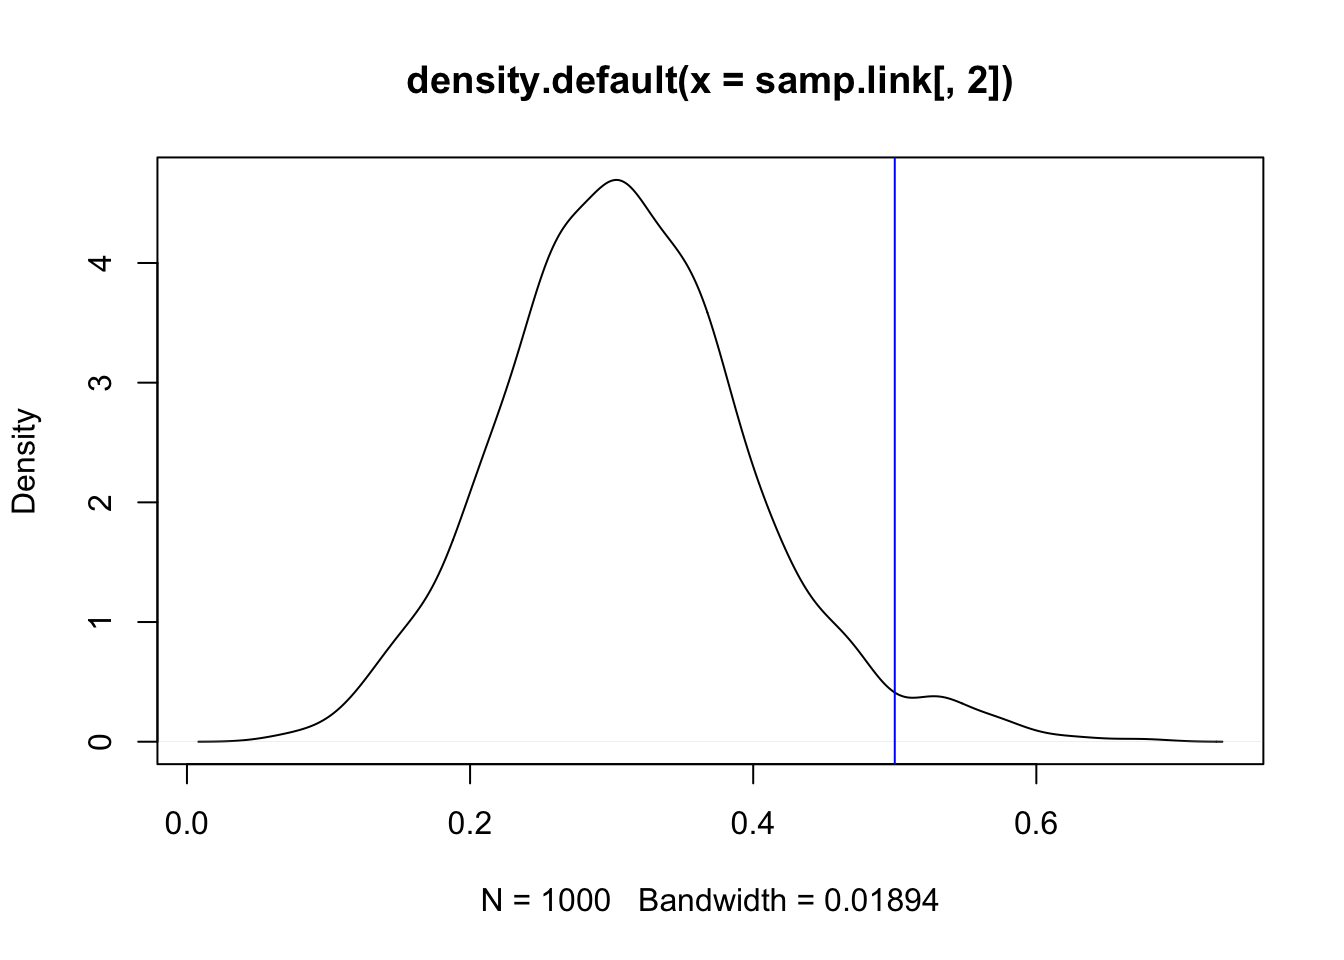 density.default(x = samp.link[, 2])
Density
4
3
2
1
0
0.0 0.2 0.4 0.6
N = 1000 Bandwidth = 0.01894